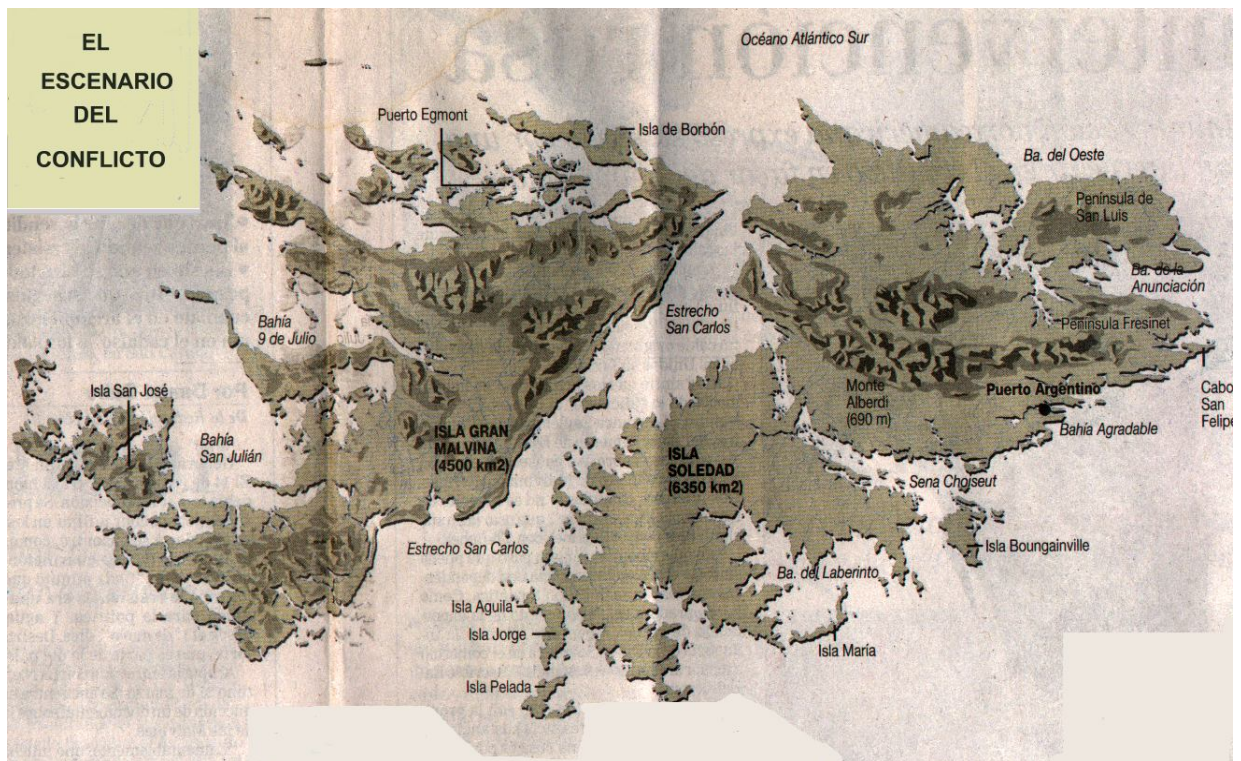 EL
ESCENARIO
DEL
CONFLICTO
Océano Atlántico Sur
Puerto Egmont
Isla de Borbón
Ba. del Oeste
Península de
San Luis
Ba. de la
Anunciación
Estrecho
San Carlos
Península Fresinet
Bahía
9 de Julio
Isla San José
Monte
Alberdi
(690 m)
Puerto Argentino
Cabo
San
Felipe
Bahía Agradable
Bahía
San Julián
ISLA GRAN
MALVINA
(4500 km2)
ISLA
SOLEDAD
(6350 km2)
Sena Choiseut
Estrecho San Carlos
Isla Boungainville
Ba. del Laberinto
Isla Aguila
Isla Jorge
Isla María
Isla Pelada